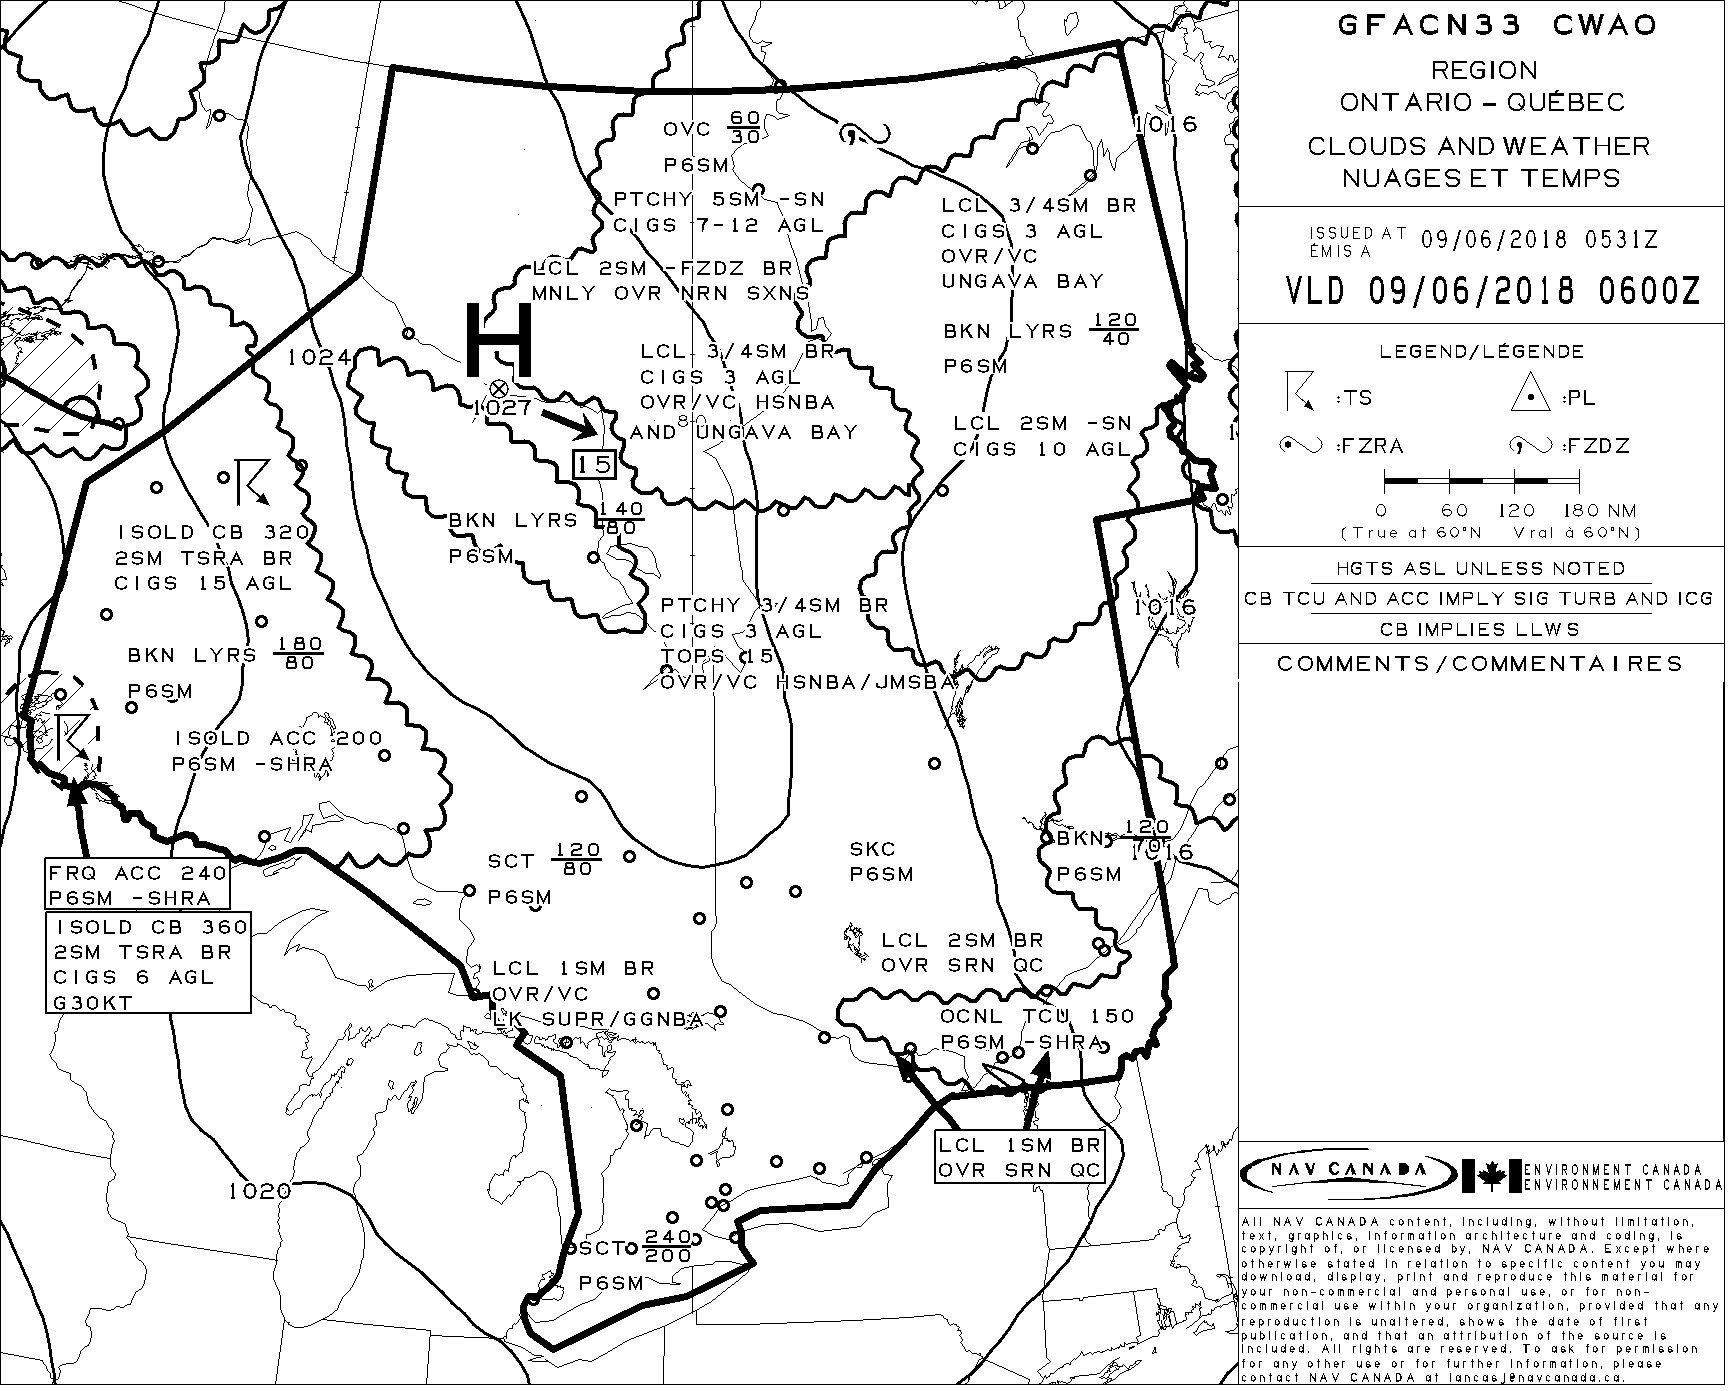 GFACN33 CWAO
REGION
ONTARIO – QUÉBEC
CLOUDS AND WEATHER
NUAGES ET TEMPS
ISSUED AT
ÉMIS A
09/06/2018 0531Z
VLD 09/06/2018 0600Z
LEGEND/LÉGENDE
:TS
:PL
:FZRA
:FZDZ
0 60 120 180 NM
(True at 60°N Vrai à 60°N)
HGTS ASL UNLESS NOTED
CB TCU AND ACC IMPLY SIG TURB AND ICG
CB IMPLIES LLWS
COMMENTS/COMMENTAIRES
NAV CANADA
ENVIRONMENT CANADA
ENVIRONNEMENT CANADA
All NAV CANADA content, including, without limitation,
text, graphics, information architecture and coding, is
copyright of, or licensed by, NAV CANADA. Except where
otherwise stated in relation to specific content you may
download, display, print and reproduce this material for
your non-commercial and personal use, or for non-
commercial use within your organization, provided that any
reproduction is unaltered, shows the date of first
publication, and that an attribution of the source is
included. All rights are reserved. To ask for permission
for any other use or for further information, please
contact NAV CANADA at lancasj@navcanada.ca.
OVC 60
30
P6SM
PTCHY 5SM -SN
CIGS 7-12 AGL
LCL 2SM -FZDZ BR
MNLY OVR NRN SXNS
LCL 3/4SM BR
CIGS 3 AGL
OVR/VC HSNBA
AND UNGAVA BAY
80
1016
LCL 3/4SM BR
CIGS 3 AGL
OVR/VC
UNGAVA BAY
BKN LYRS 120
40
P6SM
LCL 2SM -SN
CIGS 10 AGL
H
1027
15
1024
BKN LYRS 140
80
P6SM
PTCHY 3/4SM BR
CIGS 3 AGL
TOPS 15
OVR/VC HSNBA/JMSBA
1016
ISOLD CB 320
2SM TSRA BR
CIGS 15 AGL
BKN LYRS 180
80
P6SM
ISOLD ACC 200
P6SM -SHRA
FRQ ACC 240
P6SM -SHRA
ISOLD CB 360
2SM TSRA BR
CIGS 6 AGL
G30KT
SCT 120
80
P6SM
SKC
P6SM
BKN 120
70
P6SM
1016
LCL 1SM BR
OVR/VC
LK SUPR/GGNBA
LCL 2SM BR
OVR SRN QC
OCNL TCU 150
P6SM -SHRA
LCL 1SM BR
OVR SRN QC
1020
SCT 240
200
P6SM